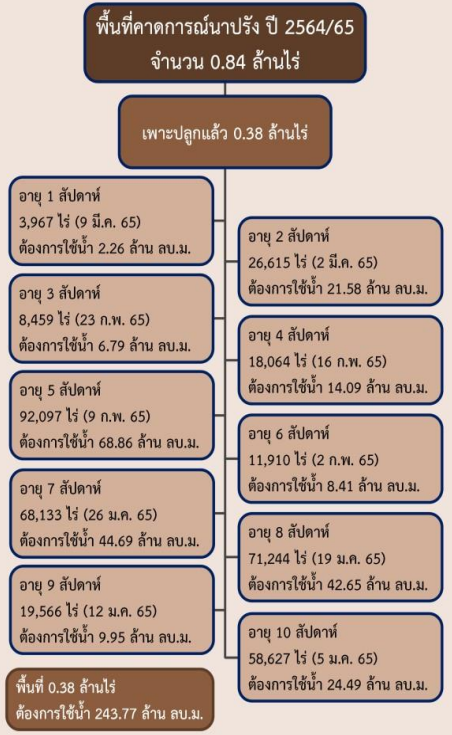 พื้นที่คาดการณ์นาปรัง ปี 2564/65
จำนวน 0.84 ล้านไร่
เพาะปลูกแล้ว 0.38 ล้านไร่
อายุ 1 สัปดาห์
3,967 ไร่ (9 มี.ค. 65)
ต้องการใช้น้ำ 2.26 ล้าน ลบ.ม.
อายุ 2 สัปดาห์
26,615 ไร่ (2 มี.ค. 65)
ต้องการใช้น้ำ 21.58 ล้าน ลบ.ม.
อายุ 3 สัปดาห์
8,459 ไร่ (23 ก.พ. 65)
ต้องการใช้น้ำ 6.79 ล้าน ลบ.ม.
อายุ 4 สัปดาห์
18,064 ไร่ (16 ก.พ. 65)
ต้องการใช้น้ำ 14.09 ล้าน ลบ.ม.
อายุ 5 สัปดาห์
92,097 ไร่ (9 ก.พ. 65)
ต้องการใช้น้ำ 68.86 ล้าน ลบ.ม.
อายุ 6 สัปดาห์
11,910 ไร่ (2 ก.พ. 65)
ต้องการใช้น้ำ 8.41 ล้าน ลบ.ม.
อายุ 7 สัปดาห์
68,133 ไร่ (26 ม.ค. 65)
ต้องการใช้น้ำ 44.69 ล้าน ลบ.ม.
อายุ 8 สัปดาห์
71,244 ไร่ (19 ม.ค. 65)
ต้องการใช้น้ำ 42.65 ล้าน ลบ.ม.
อายุ 9 สัปดาห์
19,566 ไร่ (12 ม.ค. 65)
ต้องการใช้น้ำ 9.95 ล้าน ลบ.ม.
อายุ 10 สัปดาห์
58,627 ไร่ (5 ม.ค. 65)
ต้องการใช้น้ำ 24.49 ล้าน ลบ.ม.
พื้นที่ 0.38 ล้านไร่
ต้องการใช้น้ำ 243.77 ล้าน ลบ.ม.